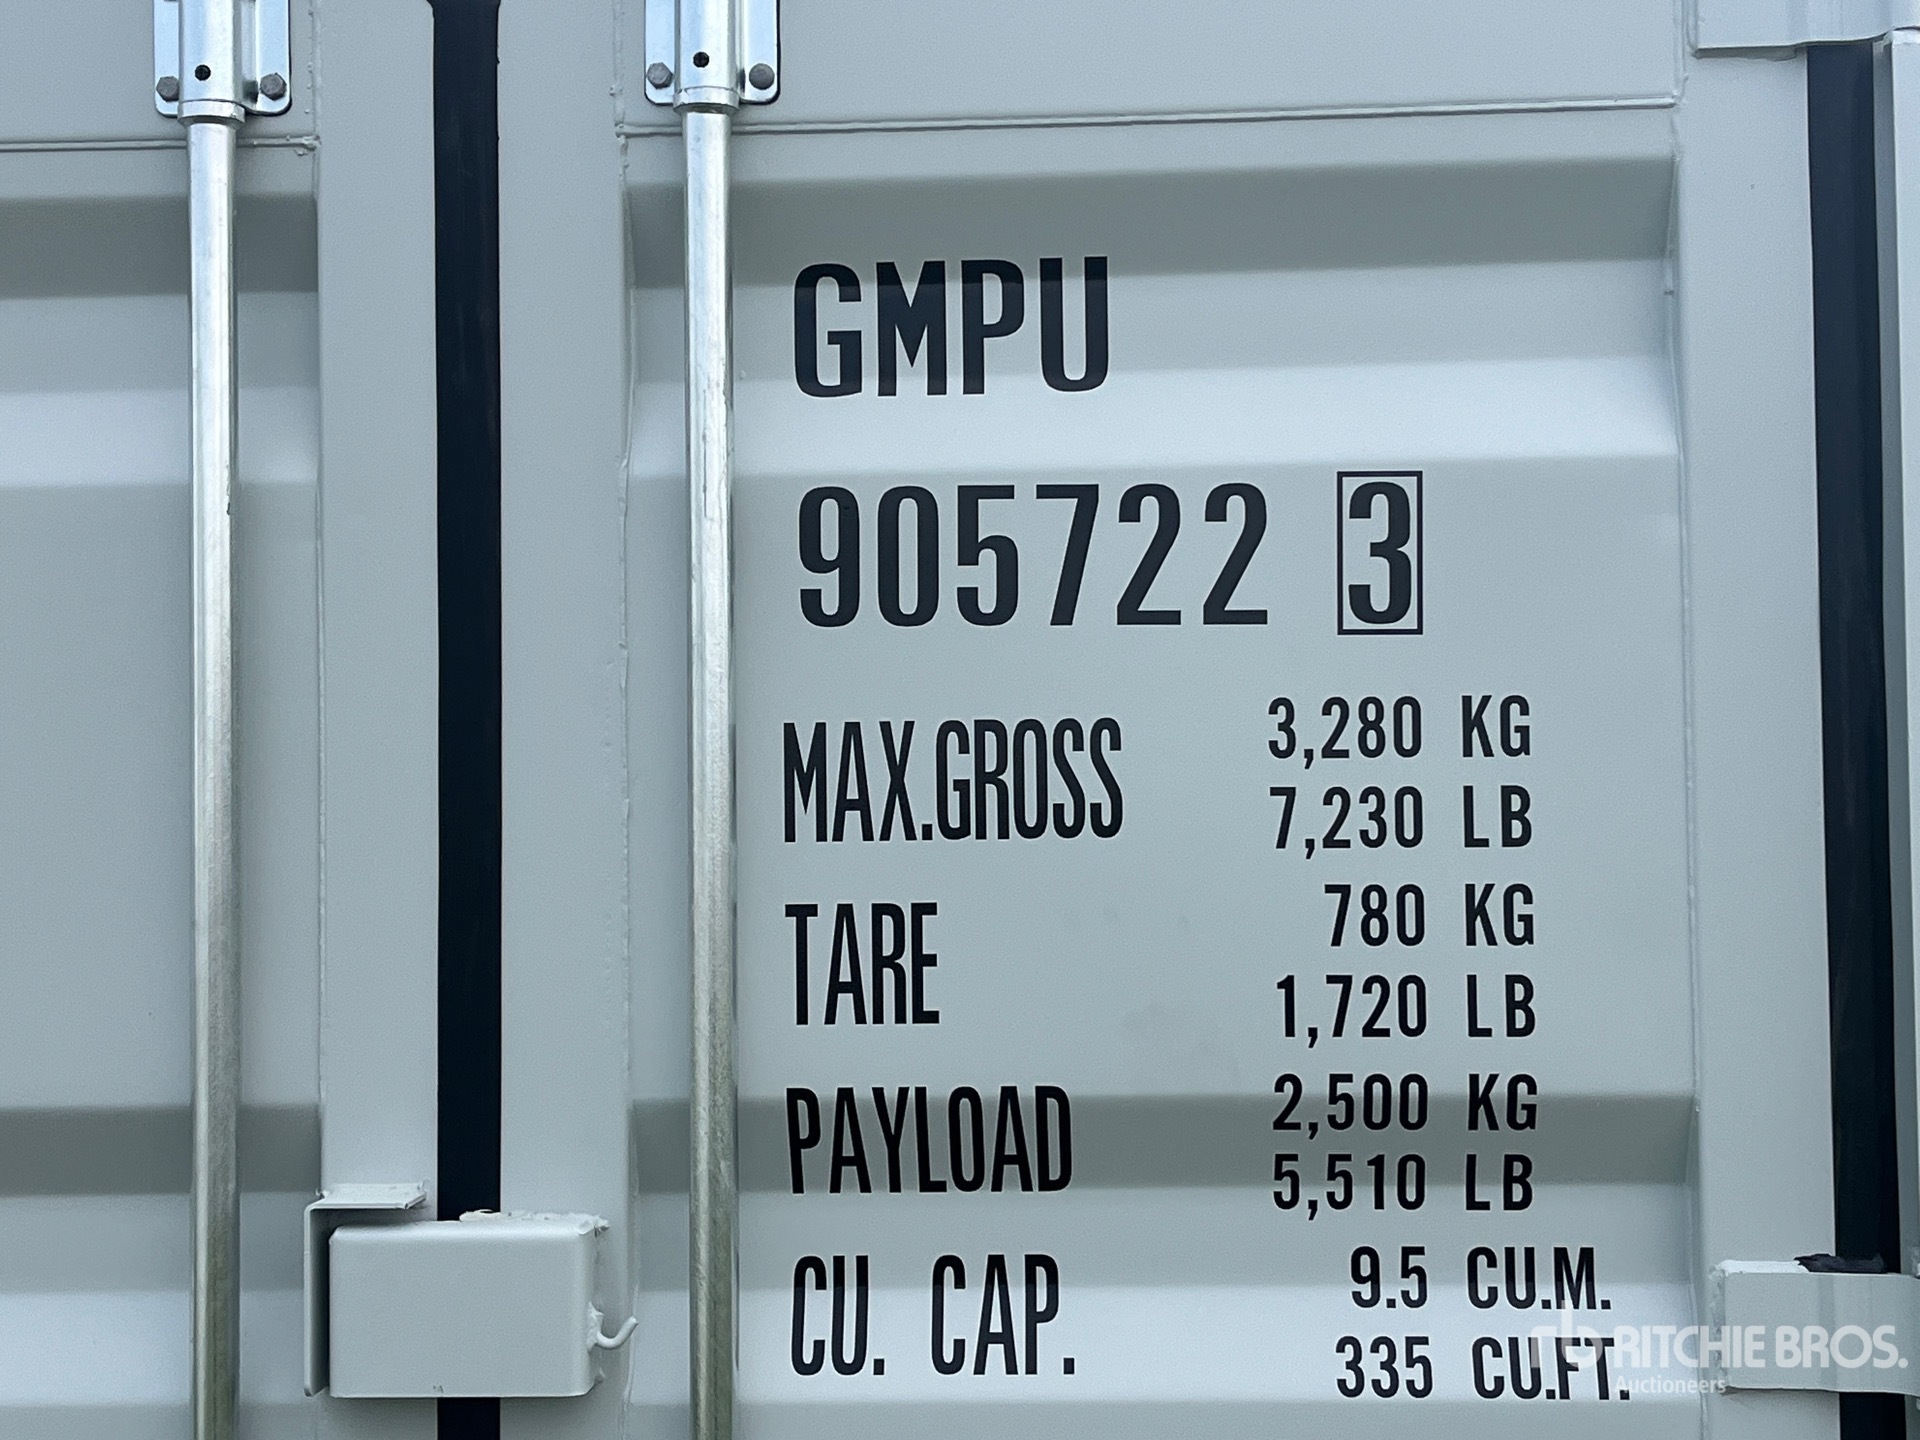 GMPU
905722 3
MAX.GROSS 3,280 KG
7,230 LB
TARE 780 KG
1,720 LB
PAYLOAD 2,500 KG
5,510 LB
CU. CAP. 9.5 CU.M.
335 CU.FT.
rb RITCHIE BROS.
Auctioneers